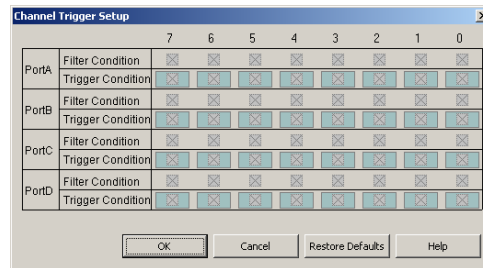 Channel Trigger Setup
7 6 5 4 3 2 1 0
PortA
Filter Condition
Trigger Condition
PortB
Filter Condition
Trigger Condition
PortC
Filter Condition
Trigger Condition
PortD
Filter Condition
Trigger Condition
OK Cancel Restore Defaults Help